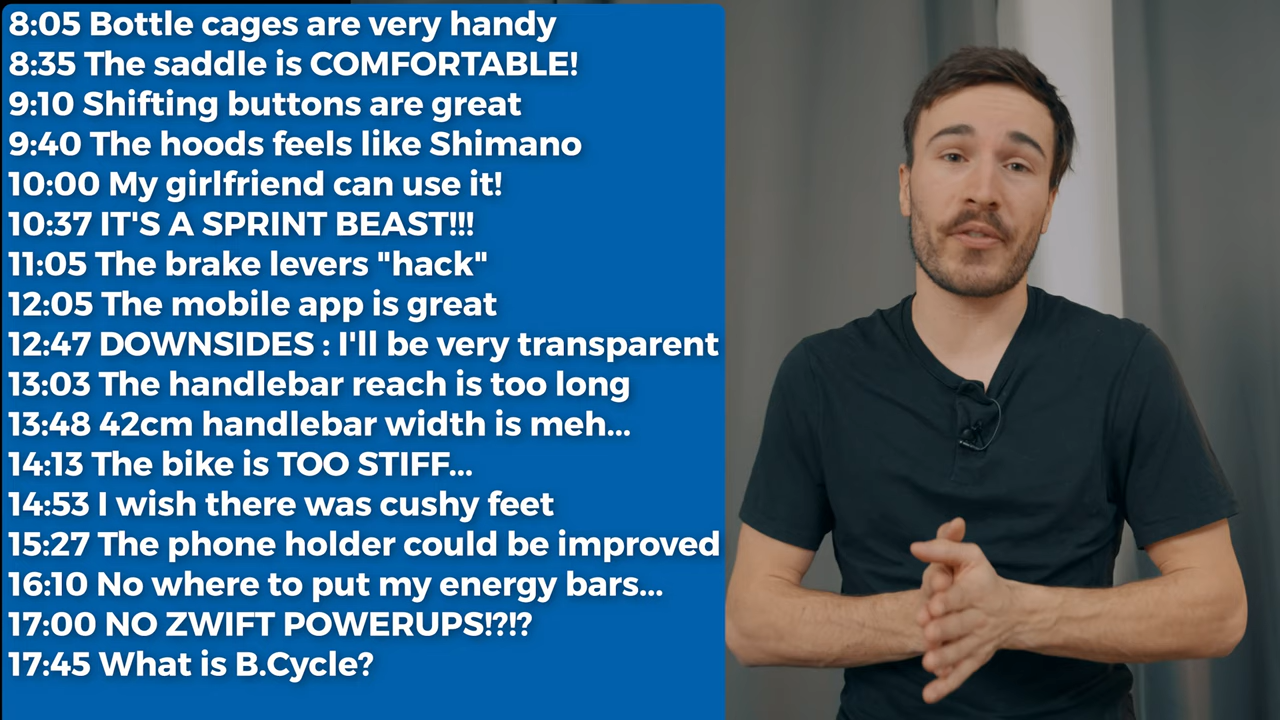 8:05 Bottle cages are very handy
8:35 The saddle is COMFORTABLE!
9:10 Shifting buttons are great
9:40 The hoods feels like Shimano
10:00 My girlfriend can use it!
10:37 IT'S A SPRINT BEAST!!!
11:05 The brake levers "hack"
12:05 The mobile app is great
12:47 DOWNSIDES : I'll be very transparent
13:03 The handlebar reach is too long
13:48 42cm handlebar width is meh...
14:13 The bike is TOO STIFF...
14:53 I wish there was cushy feet
15:27 The phone holder could be improved
16:10 No where to put my energy bars...
17:00 NO ZWIFT POWERUPS!?!?
17:45 What is B.Cycle?